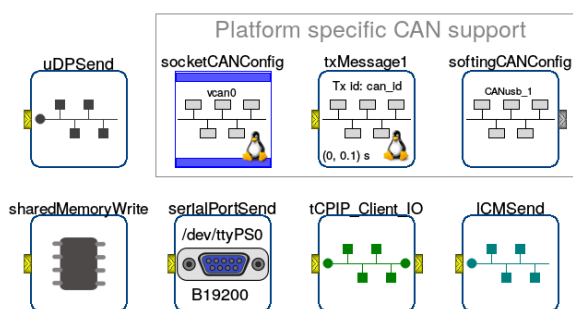 Platform specific CAN support
uDPSend
socketCANConfig
txMessage1
softingCANConfig
vcan0
Tx id: can_id
CANusb_1
(0, 0.1) s
sharedMemoryWrite
serialPortSend
tCPIP_Client_IO
ICMSend
/dev/ttyPS0
B19200